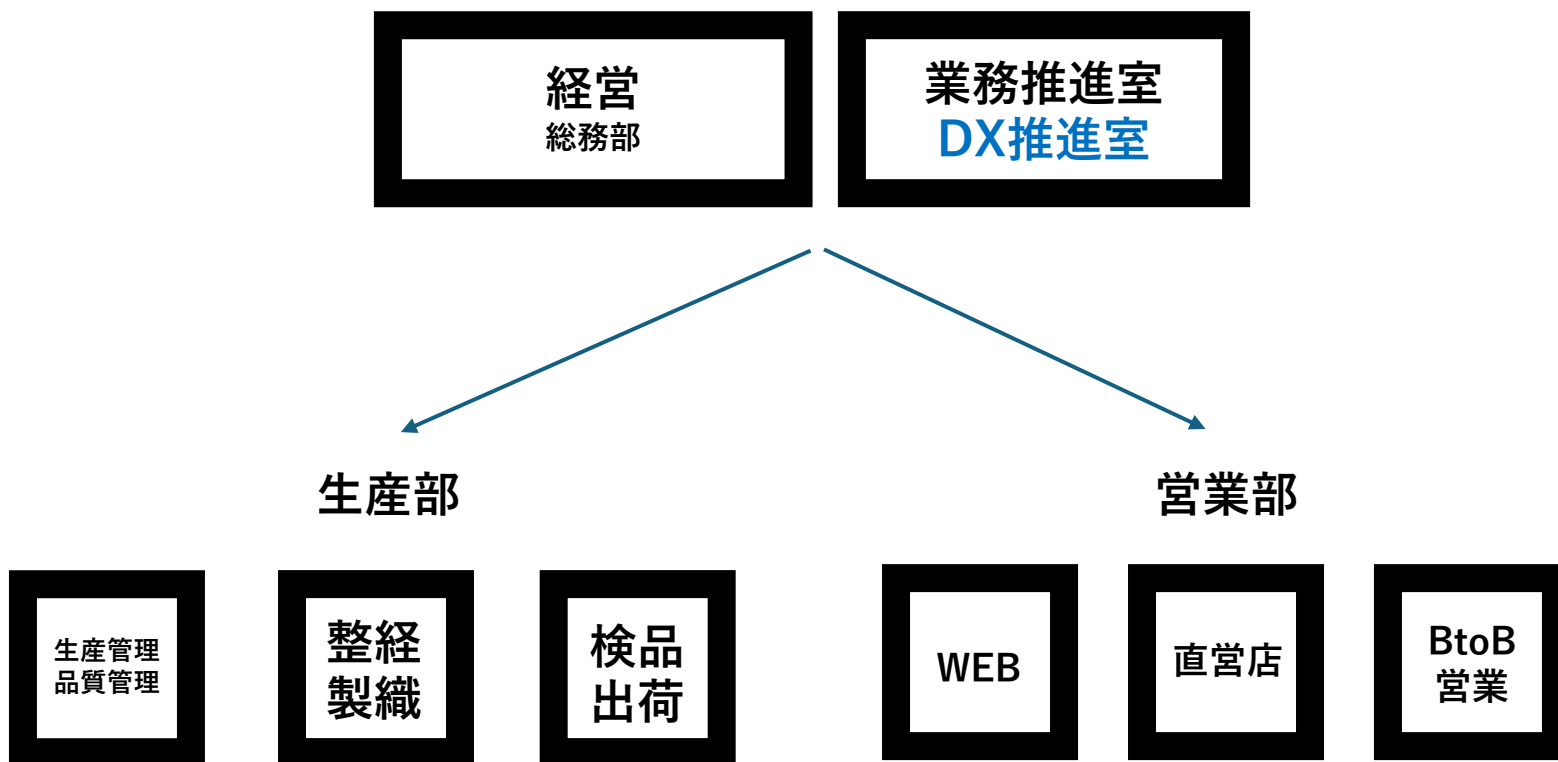 経営
総務部
業務推進室
DX推進室
生産部
営業部
生産管理
品質管理
整経
製織
検品
出荷
WEB
直営店
BtoB
営業